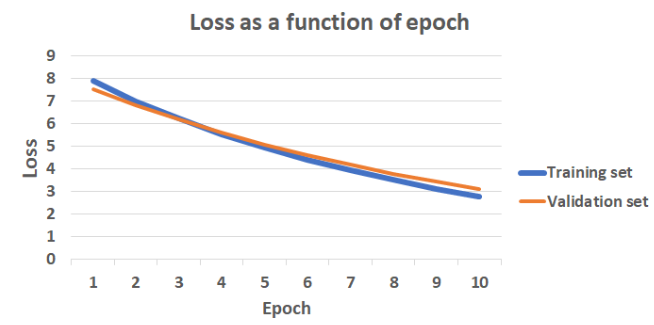 Loss as a function of epoch
9
8
7
6
5
4
3
2
1
0
Loss
1 2 3 4 5 6 7 8 9 10
Epoch
Training set
Validation set